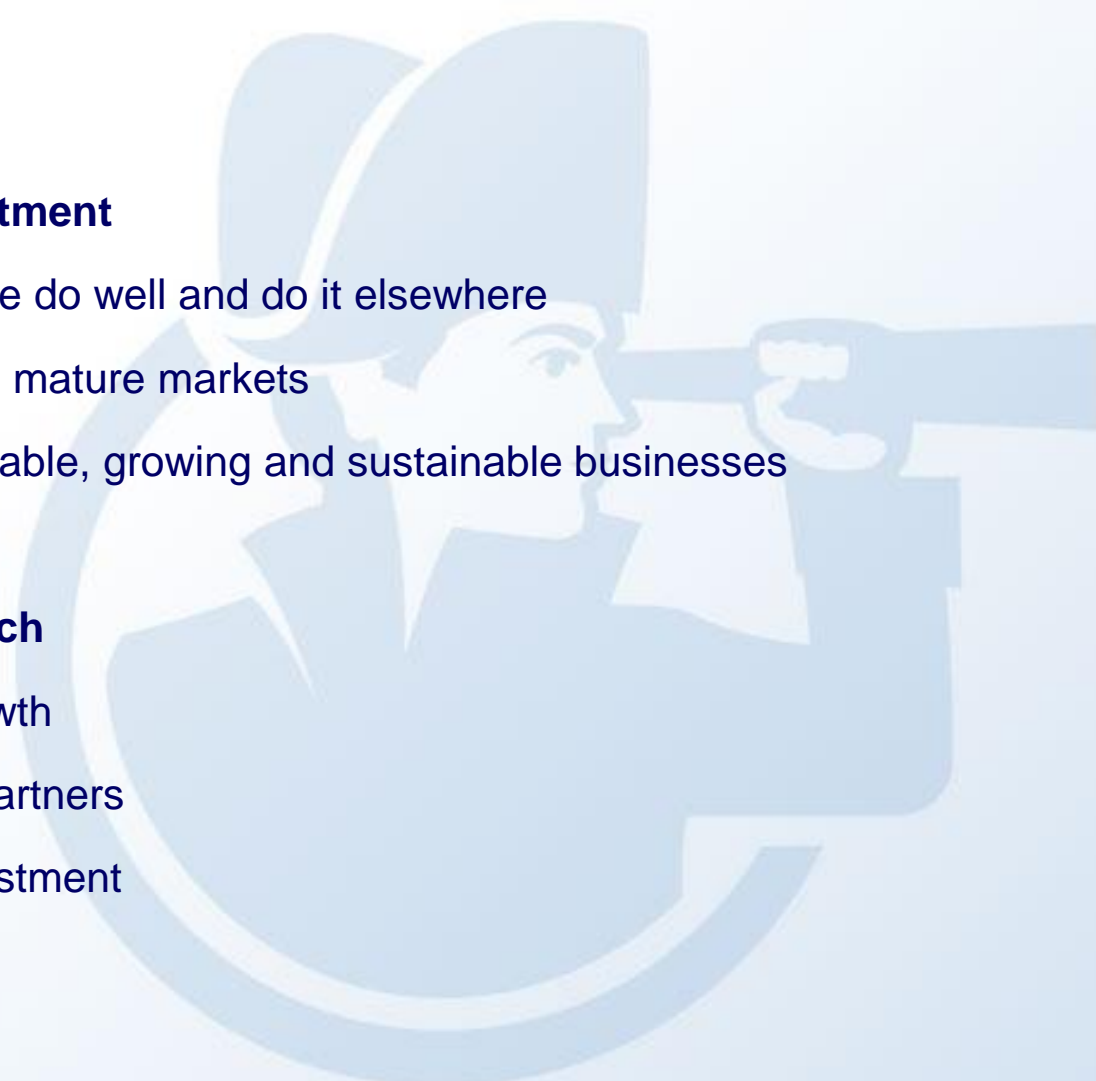 tment
e do well and do it elsewhere
mature markets
able, growing and sustainable businesses
ch
wth
artners
stment